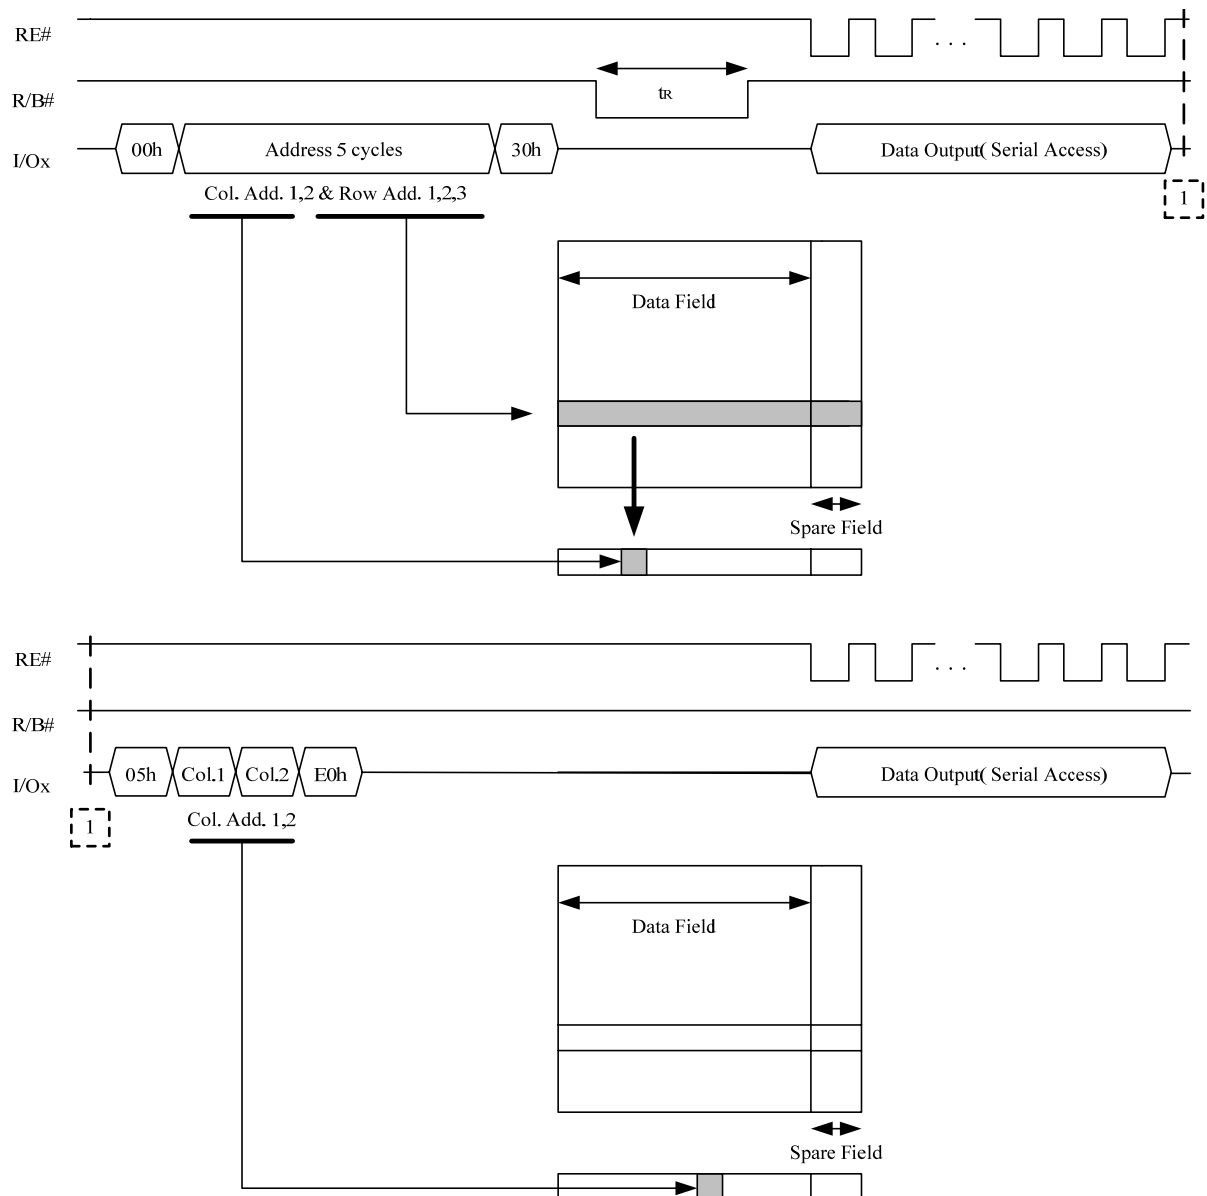 RE#
R/B#
tR
I/Ox
00h
Address 5 cycles
30h
Data Output( Serial Access)
Col. Add. 1,2 & Row Add. 1,2,3
1
Data Field
Spare Field
RE#
. . .
R/B#
I/Ox
05h
Col.1
Col.2
E0h
Data Output( Serial Access)
1
Col. Add. 1,2
Data Field
Spare Field